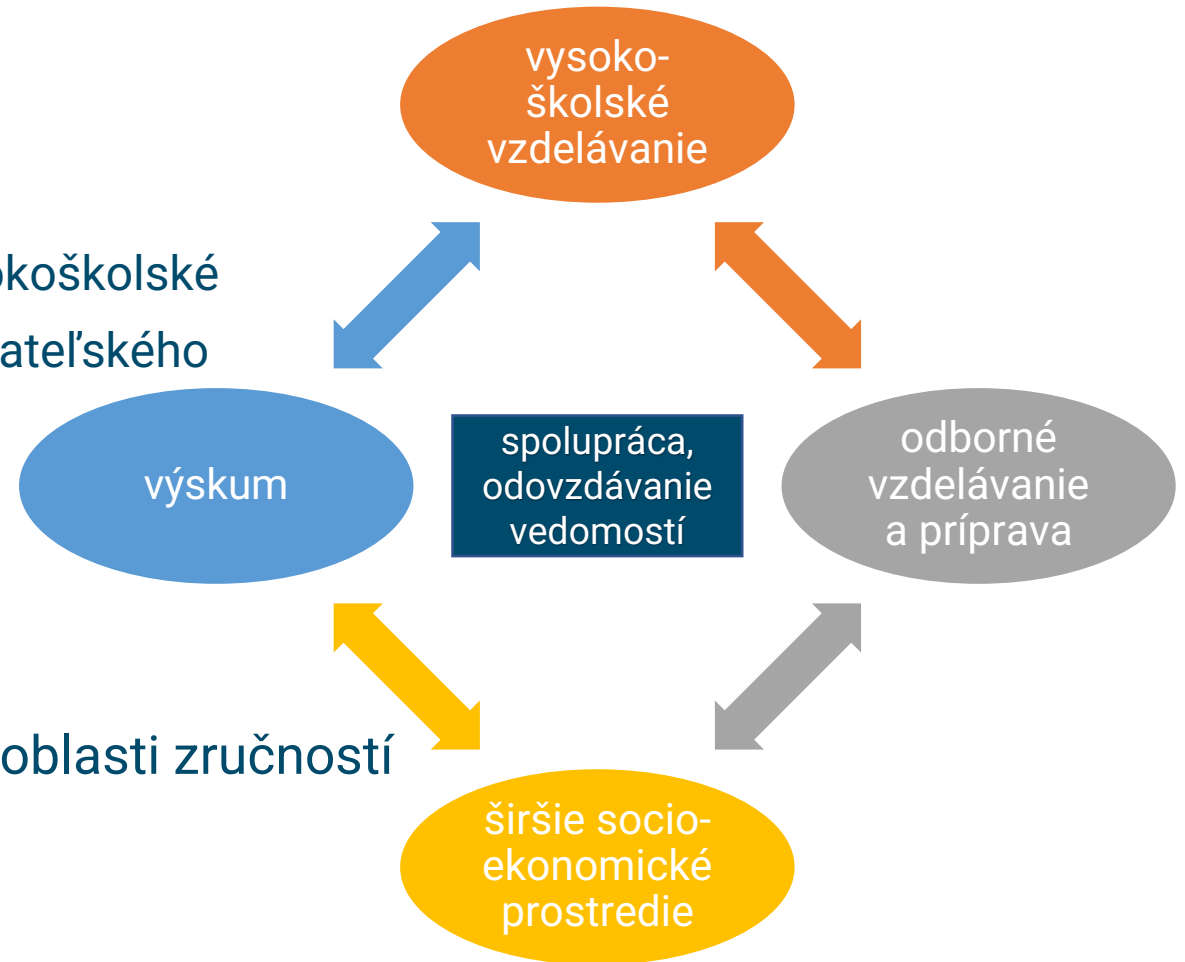 vysoko-
školské
vzdelávanie
okoškolské
ateľského
výskum
spolupráca,
odovzdávanie
vedomostí
odborné
vzdelávanie
a príprava
oblasti zručností
širšie socio-
ekonomické
prostredie